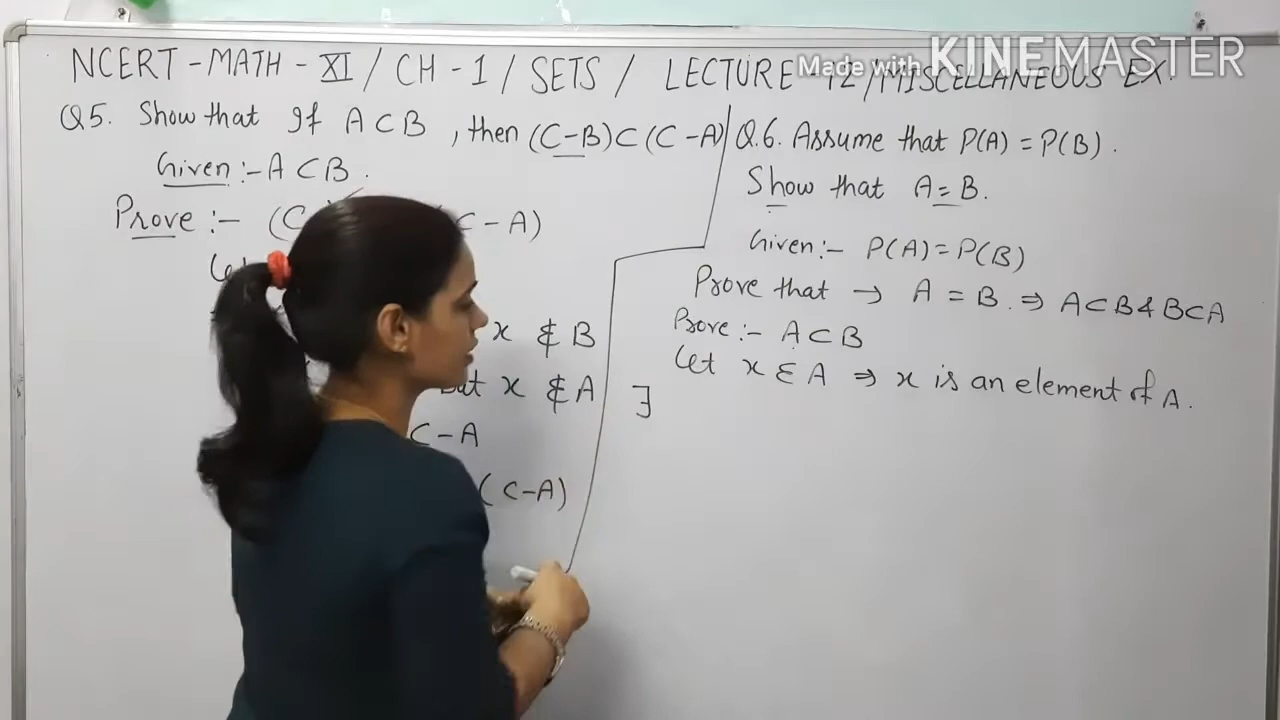 NCERT - MATH - XI / CH - 1 / SETS / LECTURE - 12 / MISCELLANEOUS EX.
Made with KINEMASTER
Q5. Show that If A ⊂ B , then (C-B) ⊂ (C-A)
Given :- A ⊂ B.
Prove :- (C - A)
Let
x ∉ B
but x ∉ A ]
C-A
(C-A)
Q.6. Assume that P(A) = P(B).
Show that A = B.
Given :- P(A) = P(B)
Prove that → A = B. ⇒ A⊂B & B⊂A
Prove :- A ⊂ B
Let x ∈ A ⇒ x is an element of A.